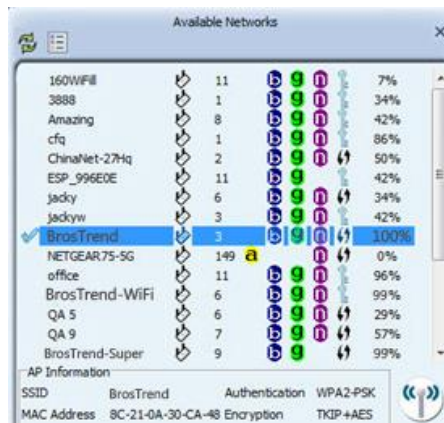 Available Networks
160WiFill 11 b g n 7%
3888 1 b g n 34%
Amazing 8 b g n 42%
cfq 1 b g n 86%
ChinaNet-27Hq 2 b g n 50%
ESP_996E0E 11 b g 42%
jacky 6 b g n 34%
jackyw 3 b g n 42%
BrosTrend 3 b g n 100%
NETGEAR75-5G 149 a n 0%
office 11 b g n 96%
BrosTrend-WiFi 6 b g n 99%
QA 5 6 b g n 29%
QA 9 7 b g n 57%
BrosTrend-Super 9 b g 99%
AP Information
SSID BrosTrend Authentication WPA2-PSK
MAC Address 8C-21-0A-30-CA-48 Encryption TKIP+AES